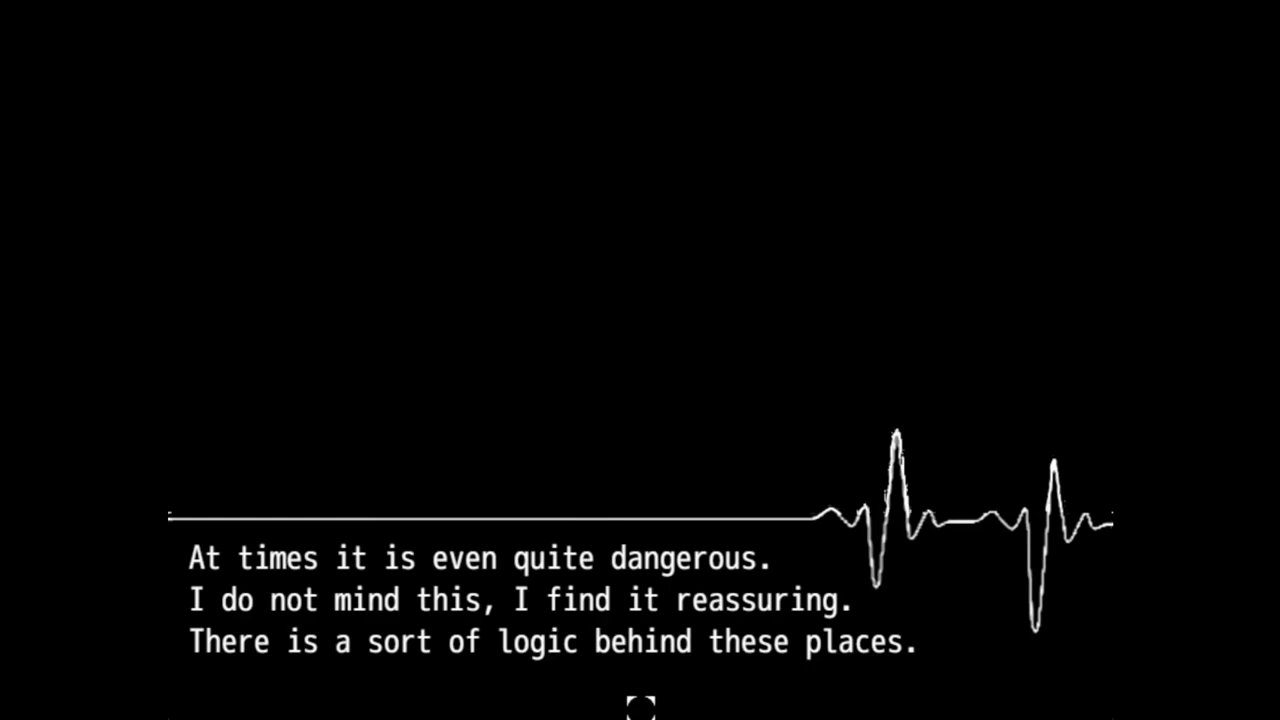 At times it is even quite dangerous.
I do not mind this, I find it reassuring.
There is a sort of logic behind these places.